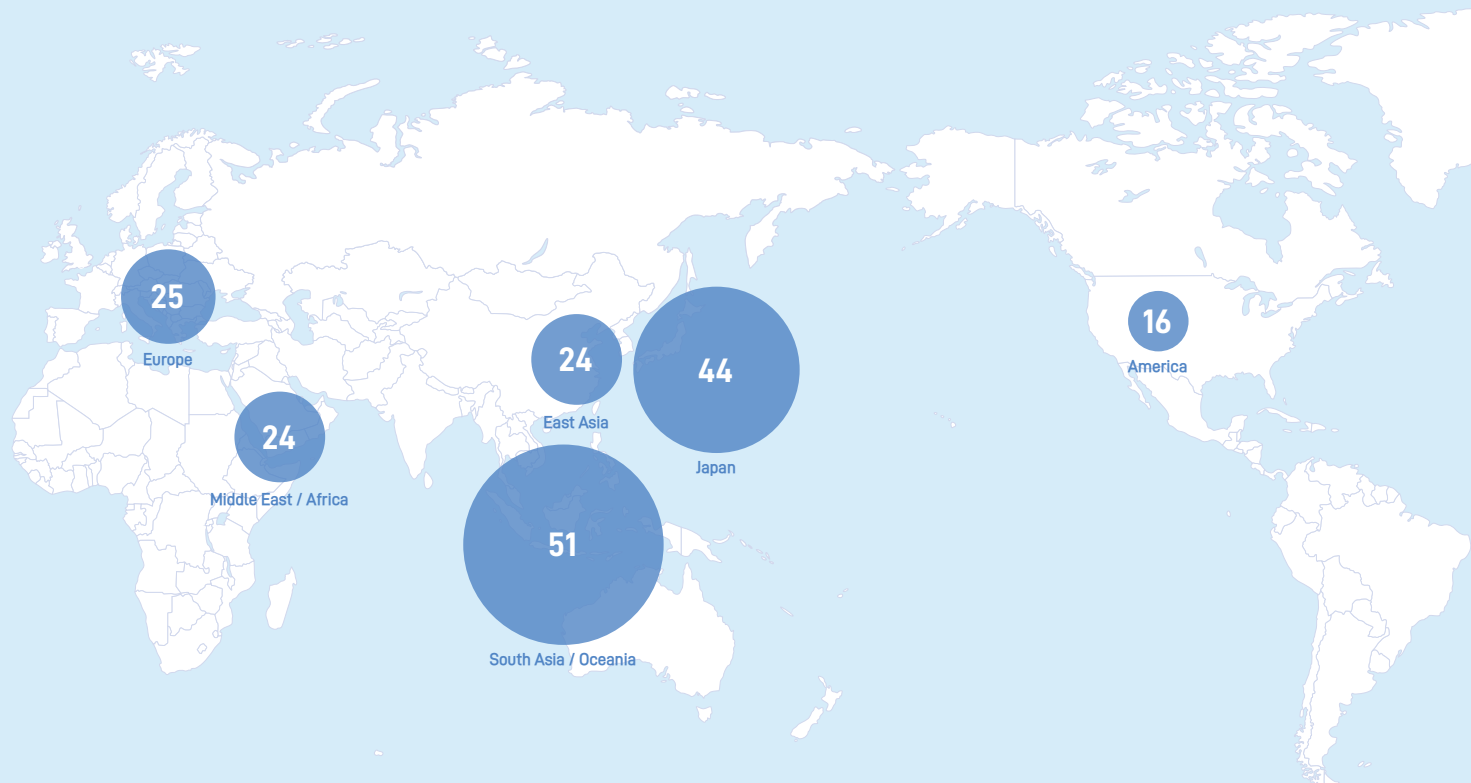 25
Europe
24
Middle East / Africa
24
East Asia
44
Japan
51
South Asia / Oceania
16
America